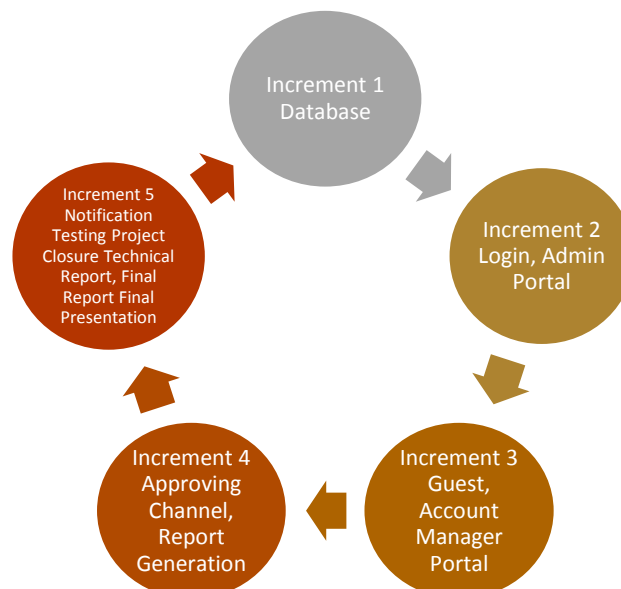 Increment 1
Database
Increment 2
Login, Admin
Portal
Increment 3
Guest,
Account
Manager
Portal
Increment 4
Approving
Channel,
Report
Generation
Increment 5
Notification
Testing Project
Closure Technical
Report, Final
Report Final
Presentation